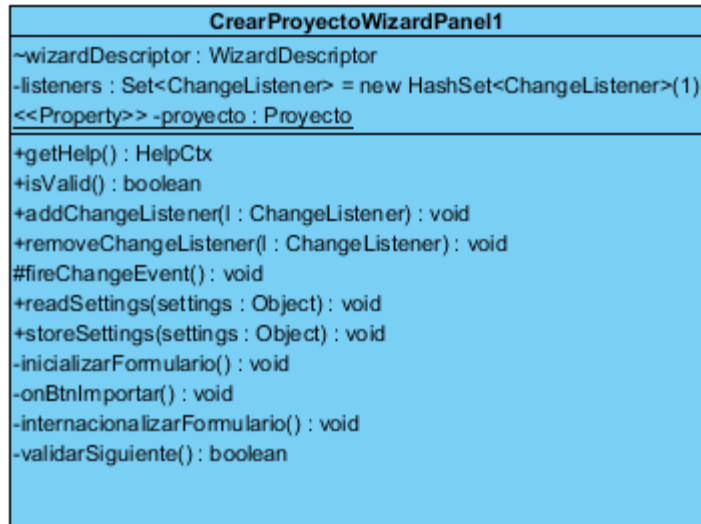 CrearProyectoWizardPanel1
~wizardDescriptor : WizardDescriptor
-listeners : Set<ChangeListener> = new HashSet<ChangeListener>(1)
<<Property>> -proyecto : Proyecto
+getHelp() : HelpCtx
+isValid() : boolean
+addChangeListener(l : ChangeListener) : void
+removeChangeListener(l : ChangeListener) : void
#fireChangeEvent() : void
+readSettings(settings : Object) : void
+storeSettings(settings : Object) : void
-inicializarFormulario() : void
-onBtnImportar() : void
-internacionalizarFormulario() : void
-validarSiguiente() : boolean